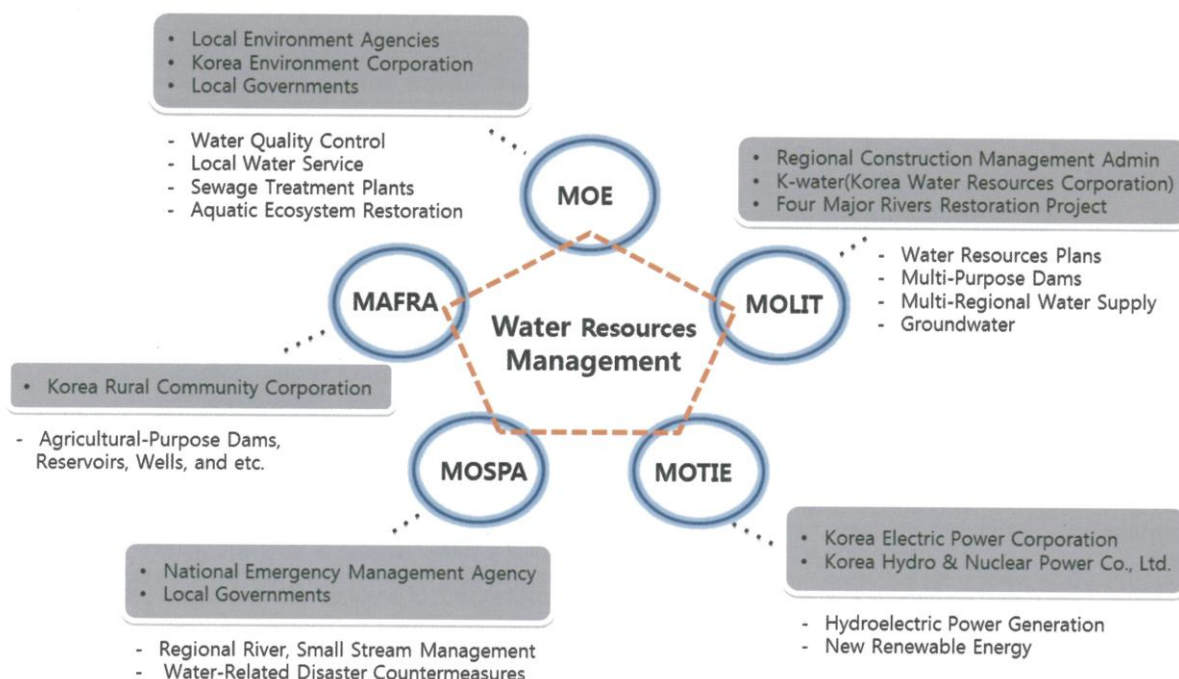 • Local Environment Agencies
• Korea Environment Corporation
• Local Governments
- Water Quality Control
- Local Water Service
- Sewage Treatment Plants
- Aquatic Ecosystem Restoration
MOE
• Regional Construction Management Admin
• K-water(Korea Water Resources Corporation)
• Four Major Rivers Restoration Project
- Water Resources Plans
- Multi-Purpose Dams
- Multi-Regional Water Supply
- Groundwater
MAFRA
MOLIT
Water Resources
Management
• Korea Rural Community Corporation
- Agricultural-Purpose Dams,
Reservoirs, Wells, and etc.
MOSPA
MOTIE
• National Emergency Management Agency
• Local Governments
- Regional River, Small Stream Management
- Water-Related Disaster Countermeasures
• Korea Electric Power Corporation
• Korea Hydro & Nuclear Power Co., Ltd.
- Hydroelectric Power Generation
- New Renewable Energy